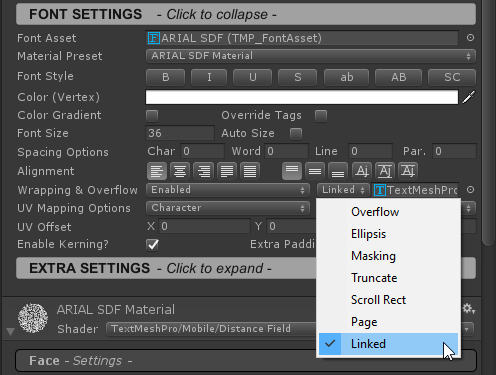 FONT SETTINGS - Click to collapse -
Font Asset F ARIAL SDF (TMP_FontAsset)
Material Preset ARIAL SDF Material
Font Style B I U S ab AB SC
Color (Vertex)
Color Gradient Override Tags
Font Size 36 Auto Size
Spacing Options Char 0 Word 0 Line 0 Par. 0
Alignment
Wrapping & Overflow Enabled Linked T TextMeshPro
UV Mapping Options Character
UV Offset X 0 Y 0
Enable Kerning? Extra Paddi
Overflow
Ellipsis
Masking
Truncate
Scroll Rect
Page
Linked
EXTRA SETTINGS - Click to expand -
ARIAL SDF Material
Shader TextMeshPro/Mobile/Distance Field
Face - Settings -